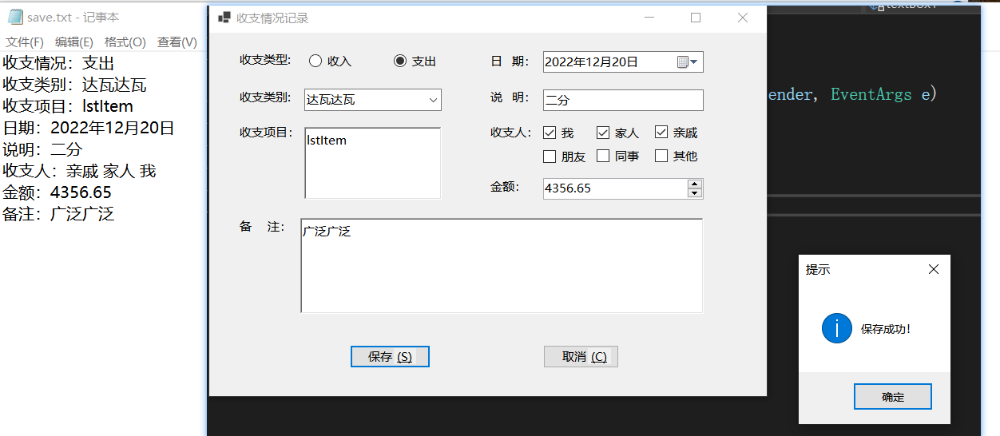 save.txt - 记事本
文件(F) 编辑(E) 格式(O) 查看(V)
收支情况：支出
收支类别：达瓦达瓦
收支项目：lstItem
日期：2022年12月20日
说明：二分
收支人：亲戚 家人 我
金额：4356.65
备注：广泛广泛
收支情况记录
收支类型: 收入 支出
日 期: 2022年12月20日
收支类别: 达瓦达瓦
说 明: 二分
收支项目: lstItem
收支人: 我 家人 亲戚
朋友 同事 其他
金额: 4356.65
备 注: 广泛广泛
保存 (S) 取消 (C)
ender, EventArgs e)
提示
保存成功!
确定